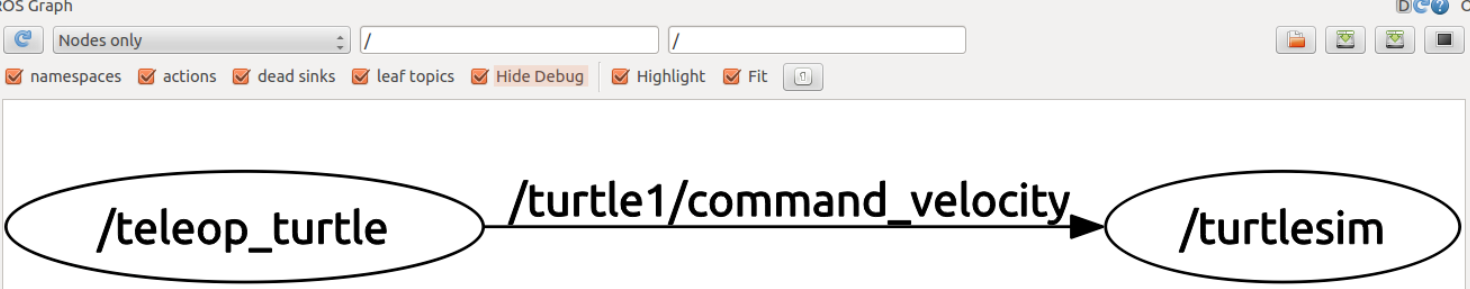 ROS Graph D ?
Nodes only / /
namespaces actions dead sinks leaf topics Hide Debug Highlight Fit
/teleop_turtle /turtle1/command_velocity /turtlesim